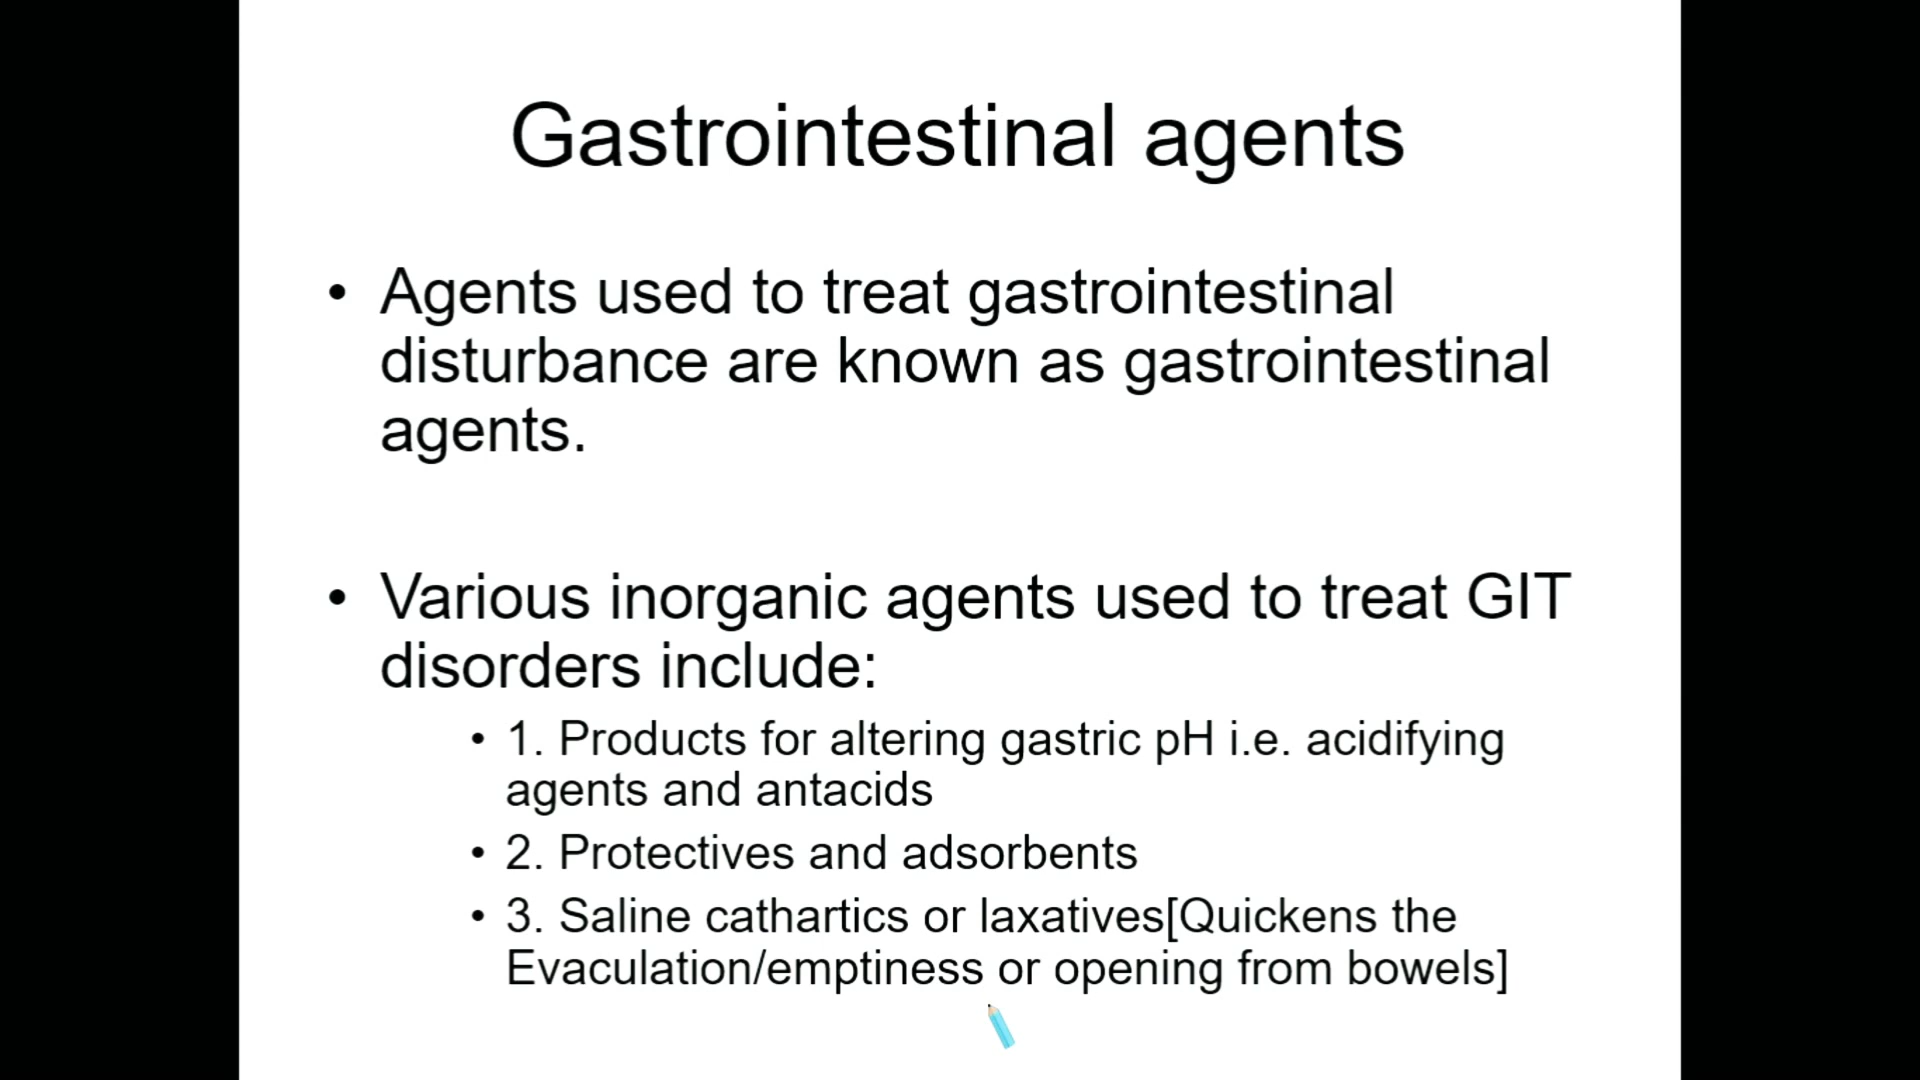 Gastrointestinal agents
• Agents used to treat gastrointestinal
disturbance are known as gastrointestinal
agents.
• Various inorganic agents used to treat GIT
disorders include:
• 1. Products for altering gastric pH i.e. acidifying
agents and antacids
• 2. Protectives and adsorbents
• 3. Saline cathartics or laxatives[Quickens the
Evaculation/emptiness or opening from bowels]